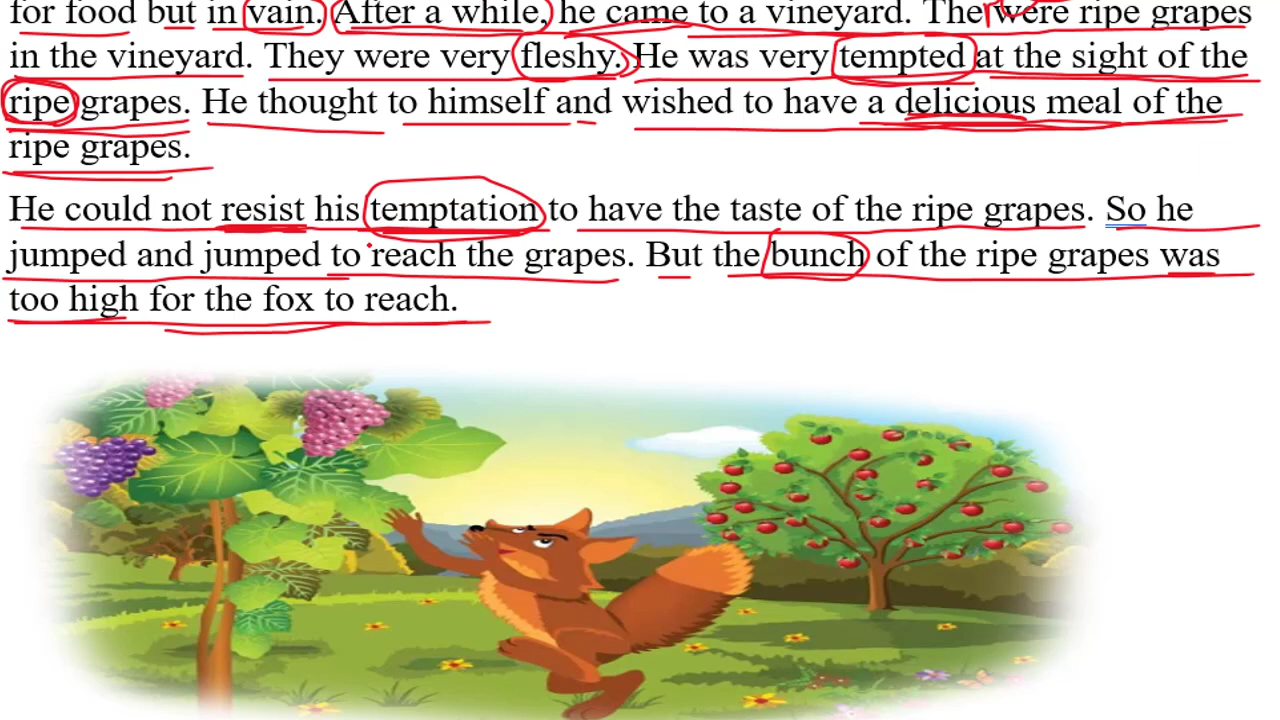 for food but in vain. After a while, he came to a vineyard. The were ripe grapes
in the vineyard. They were very fleshy. He was very tempted at the sight of the
ripe grapes. He thought to himself and wished to have a delicious meal of the
ripe grapes.
He could not resist his temptation to have the taste of the ripe grapes. So he
jumped and jumped to reach the grapes. But the bunch of the ripe grapes was
too high for the fox to reach.